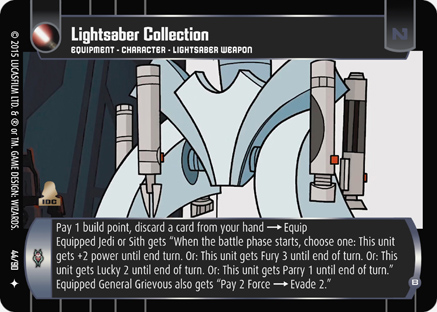 Lightsaber Collection
N
EQUIPMENT - CHARACTER - LIGHTSABER WEAPON
© 2015 LUCASFILM LTD. & ® or TM. GAME DESIGN: WIZARDS.
10C
44/90
Pay 1 build point, discard a card from your hand → Equip
Equipped Jedi or Sith gets “When the battle phase starts, choose one: This unit
gets +2 power until end turn. Or: This unit gets Fury 3 until end of turn. Or: This
unit gets Lucky 2 until end of turn. Or: This unit gets Parry 1 until end of turn.”
Equipped General Grievous also gets “Pay 2 Force → Evade 2.”
B